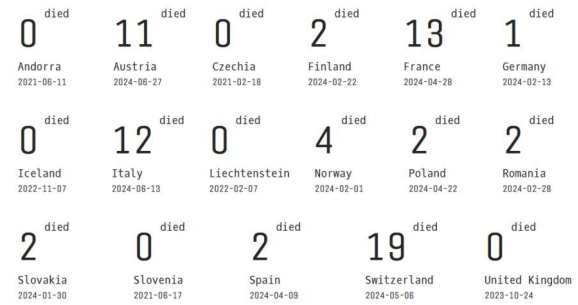 0 died 11 died 0 died 2 died 13 died 1 died
Andorra Austria Czechia Finland France Germany
2021-06-11 2024-06-27 2021-02-18 2024-02-22 2024-04-28 2024-02-13
0 died 12 died 0 died 4 died 2 died 2 died
Iceland Italy Liechtenstein Norway Poland Romania
2022-11-07 2024-06-13 2022-02-07 2024-02-01 2024-04-22 2024-02-28
2 died 0 died 2 died 19 died 0 died
Slovakia Slovenia Spain Switzerland United Kingdom
2024-01-30 2021-06-17 2024-04-09 2024-05-06 2023-10-24